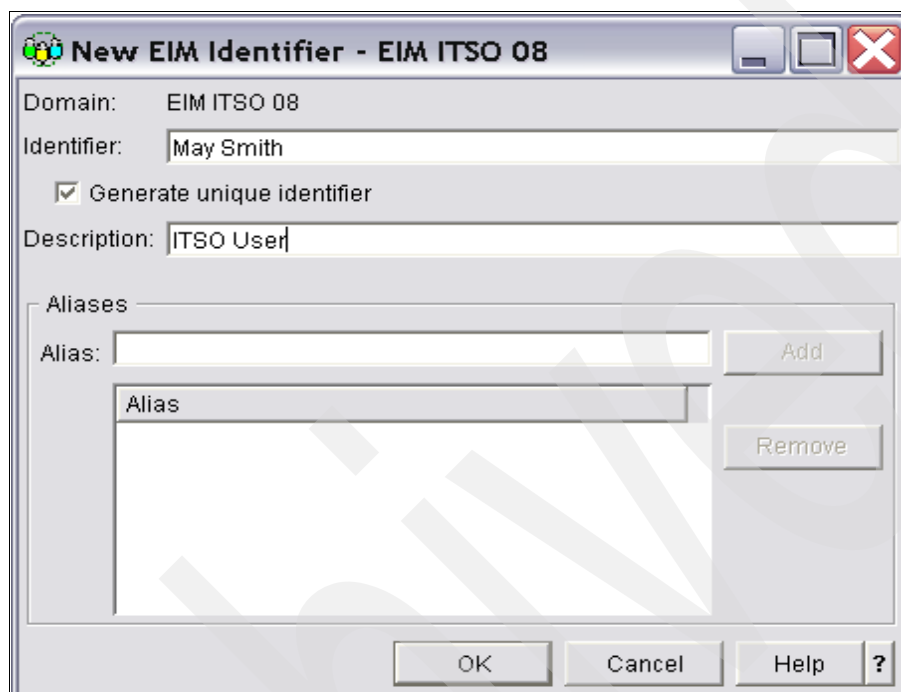 New EIM Identifier - EIM ITSO 08
Domain: EIM ITSO 08
Identifier: May Smith
Generate unique identifier
Description: ITSO User
Aliases
Alias:
Add
Alias
Remove
OK Cancel Help ?